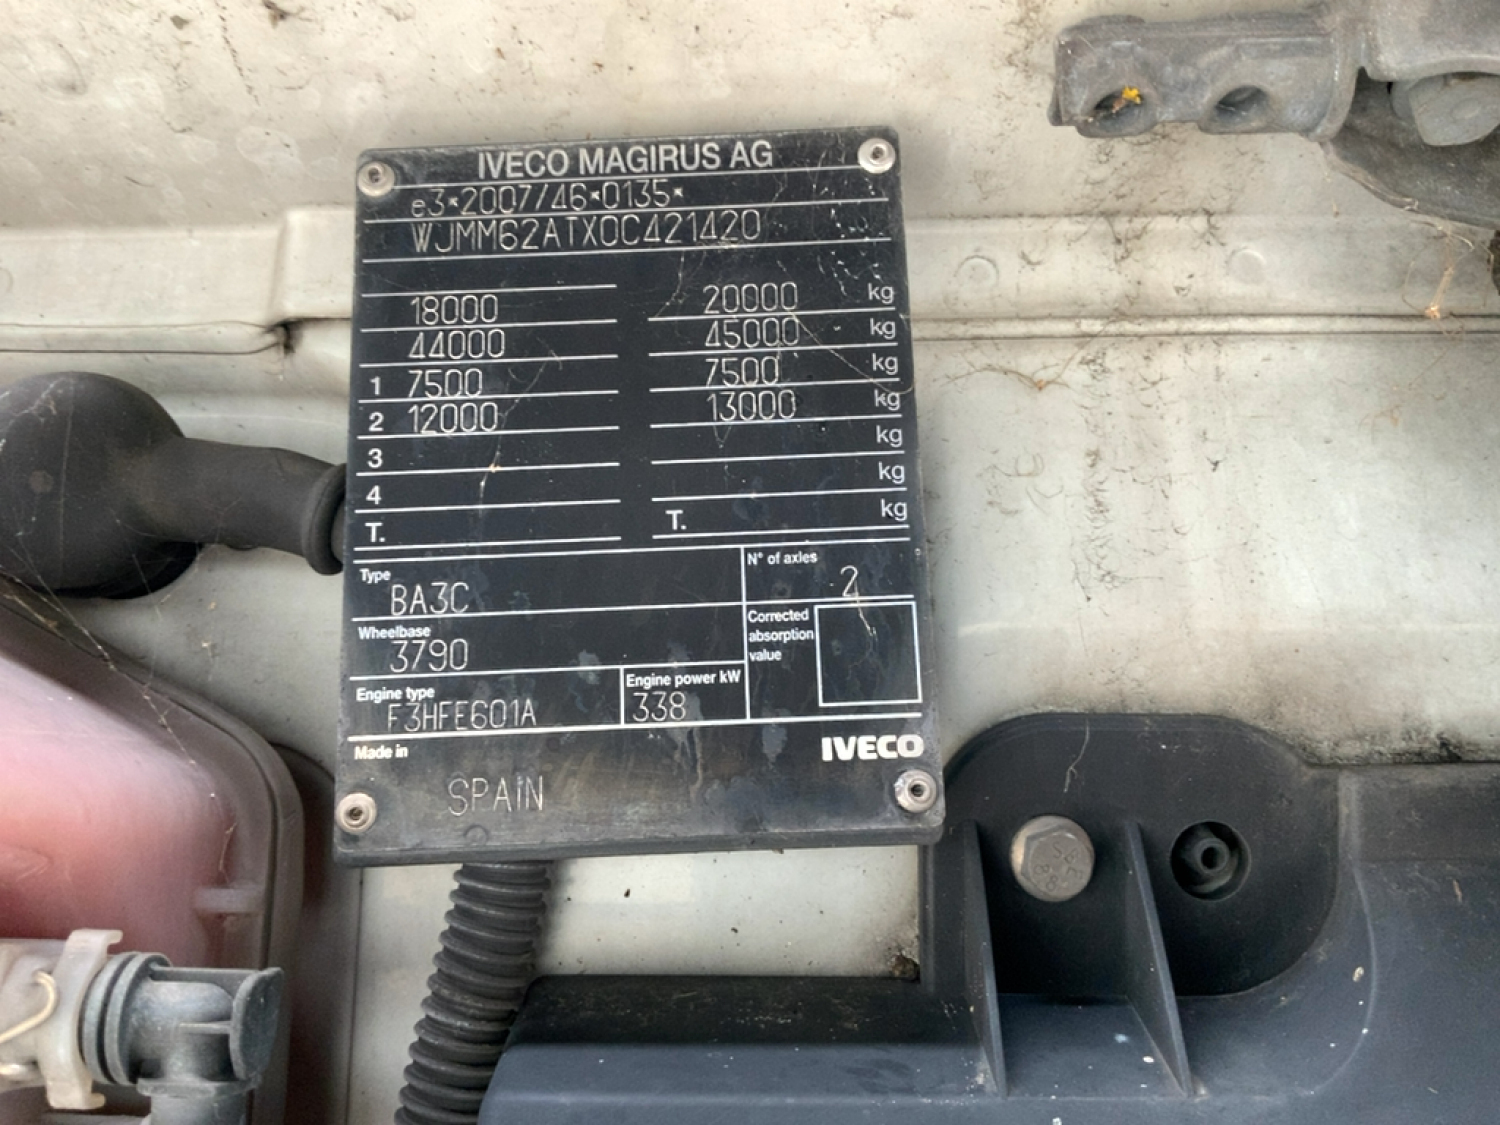 IVECO MAGIRUS AG
e3*2007/46*0135*
WJMM62ATX0C421420
18000 20000 kg
44000 45000 kg
1 7500 7500 kg
2 12000 13000 kg
3 kg
4 kg
T. T. kg
Type BA3C
N° of axles 2
Wheelbase 3790
Corrected absorption value
Engine type F3HFE601A
Engine power kW 338
Made in SPAIN
IVECO